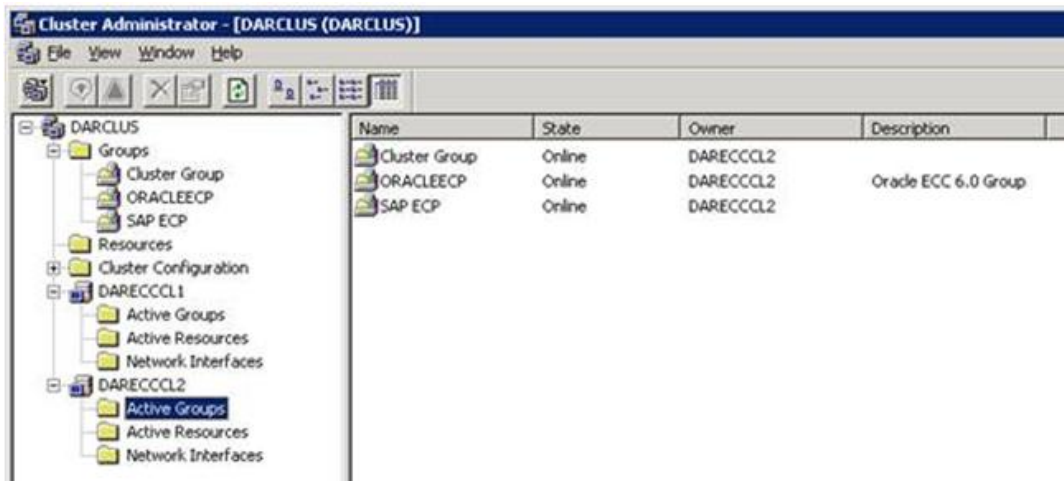 Cluster Administrator - [DARCLUS (DARCLUS)]
File View Window Help
DARCLUS
Groups
Cluster Group
ORACLEECP
SAP ECP
Resources
Cluster Configuration
DARECCCL1
Active Groups
Active Resources
Network Interfaces
DARECCCL2
Active Groups
Active Resources
Network Interfaces
Name State Owner Description
Cluster Group Online DARECCCL2
ORACLEECP Online DARECCCL2 Oracle ECC 6.0 Group
SAP ECP Online DARECCCL2